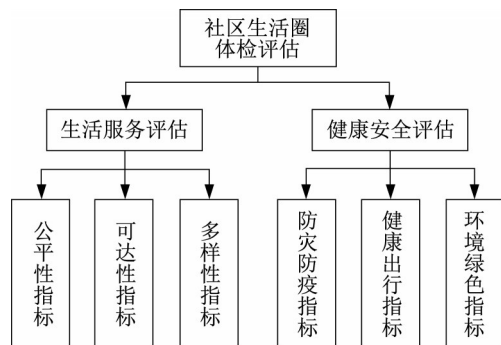 社区生活圈
体检评估
生活服务评估
健康安全评估
公平性指标
可达性指标
多样性指标
防灾防疫指标
健康出行指标
环境绿色指标